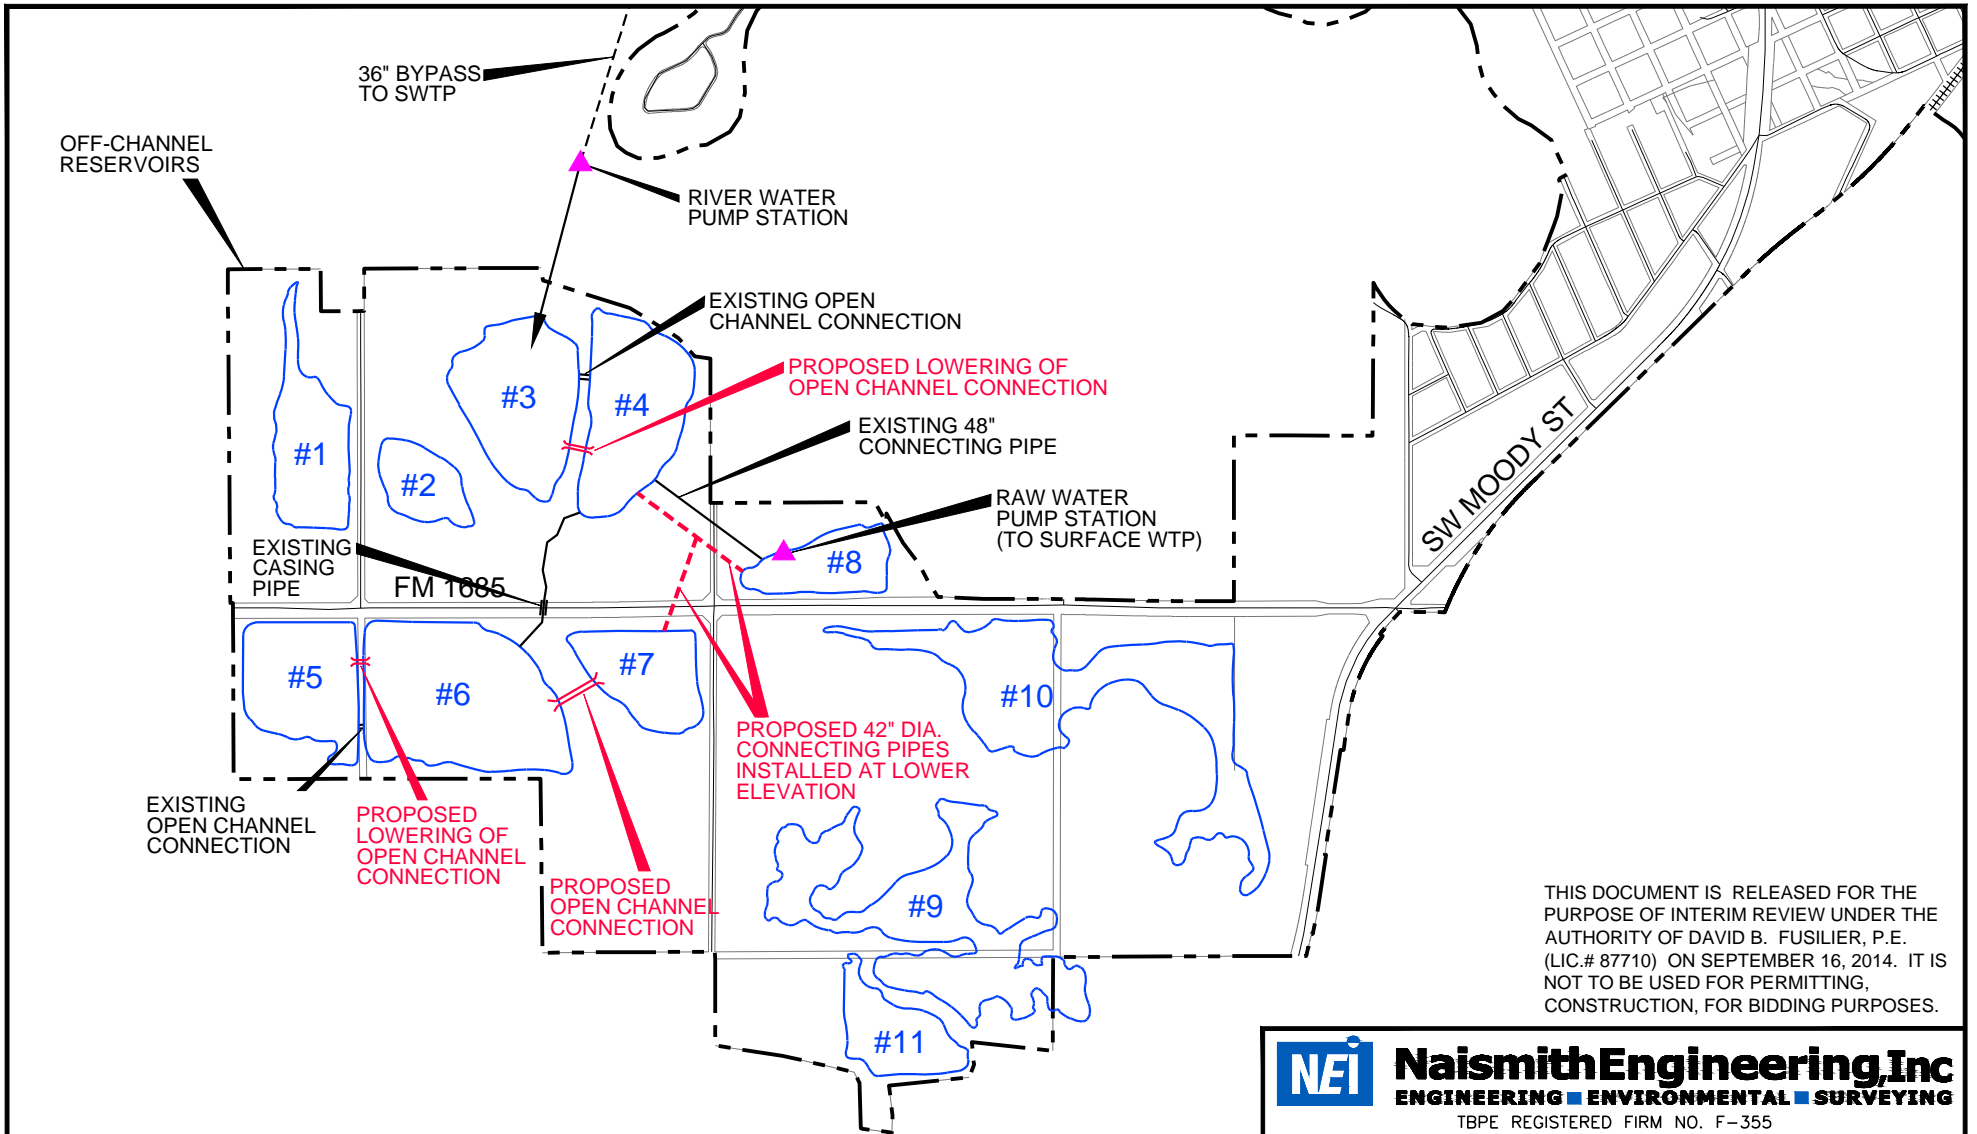 36" BYPASS
TO SWTP
OFF-CHANNEL
RESERVOIRS
RIVER WATER
PUMP STATION
EXISTING OPEN
CHANNEL CONNECTION
PROPOSED LOWERING OF
OPEN CHANNEL CONNECTION
EXISTING 48"
CONNECTING PIPE
RAW WATER
PUMP STATION
(TO SURFACE WTP)
SW MOODY ST
#3
#4
#1
#2
#8
EXISTING
CASING
PIPE
FM 1685
#5
#6
#7
#10
PROPOSED 42" DIA.
CONNECTING PIPES
INSTALLED AT LOWER
ELEVATION
EXISTING
OPEN CHANNEL
CONNECTION
PROPOSED
LOWERING OF
OPEN CHANNEL
CONNECTION
PROPOSED
OPEN CHANNEL
CONNECTION
#9
#11
THIS DOCUMENT IS RELEASED FOR THE
PURPOSE OF INTERIM REVIEW UNDER THE
AUTHORITY OF DAVID B. FUSILIER, P.E.
(LIC.# 87710) ON SEPTEMBER 16, 2014. IT IS
NOT TO BE USED FOR PERMITTING,
CONSTRUCTION, FOR BIDDING PURPOSES.
NEi
Naismith Engineering, Inc
ENGINEERING ■ ENVIRONMENTAL ■ SURVEYING
TBPE REGISTERED FIRM NO. F-355